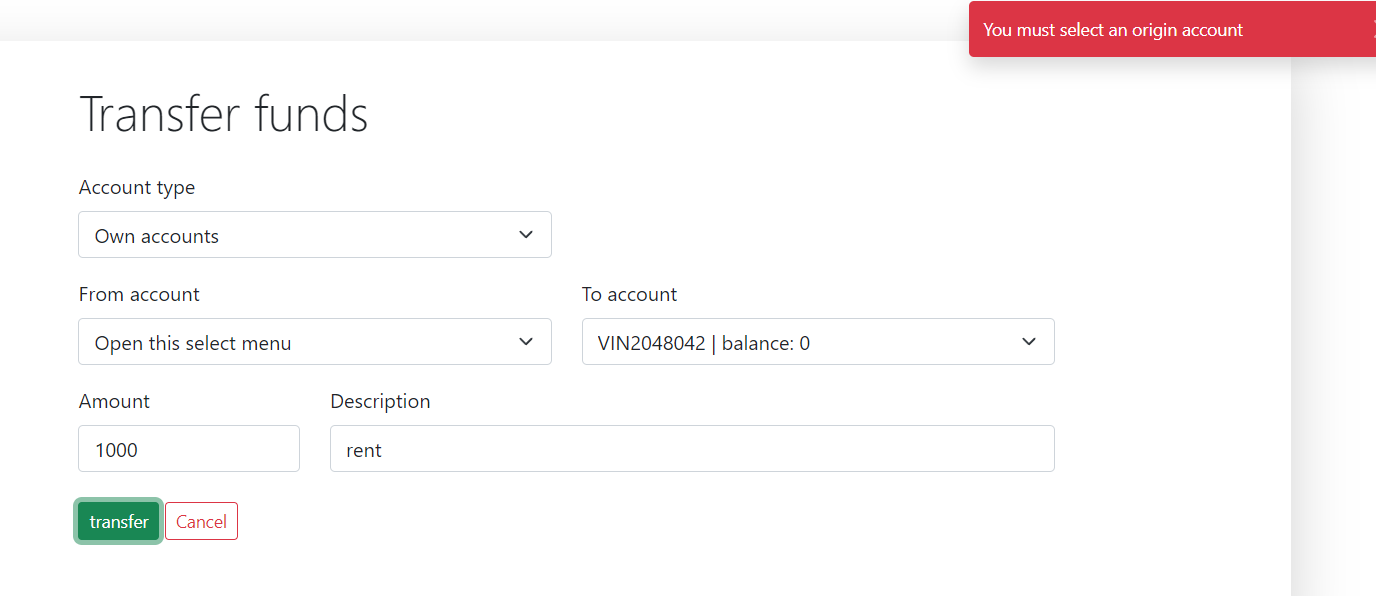 You must select an origin account
Transfer funds
Account type
Own accounts
From account
To account
Open this select menu
VIN2048042 | balance: 0
Amount
Description
1000
rent
transfer
Cancel